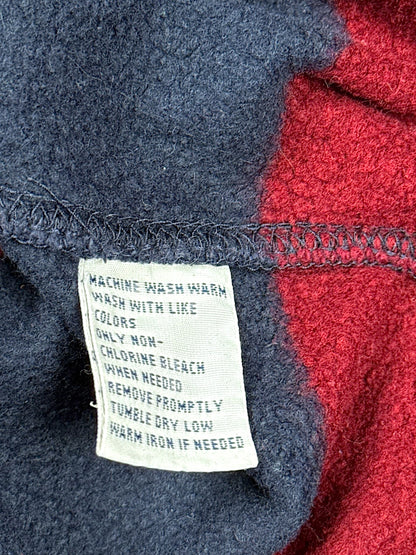 MACHINE WASH WARM
WASH WITH LIKE
COLORS
ONLY NON-
CHLORINE BLEACH
WHEN NEEDED
REMOVE PROMPTLY
TUMBLE DRY LOW
WARM IRON IF NEEDED